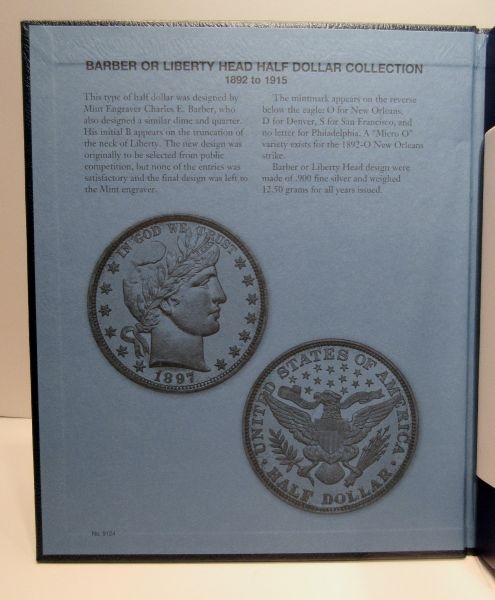 BARBER OR LIBERTY HEAD HALF DOLLAR COLLECTION
1892 to 1915
This type of half dollar was designed by
Mint Engraver Charles E. Barber, who
also designed a similar dime and quarter.
His initial B appears on the truncation of
the neck of Liberty. The new design was
originally to be selected from public
competition, but none of the entries was
satisfactory and the final design was left to
the Mint engraver.
The mintmark appears on the reverse
below the eagle: O for New Orleans,
D for Denver, S for San Francisco, and
no letter for Philadelphia. A "Micro O"
variety exists for the 1892-O New Orleans
strike.
Barber or Liberty Head design were
made of .900 fine silver and weighed
12.50 grams for all years issued.
IN GOD WE TRUST
1897
UNITED STATES OF AMERICA
HALF DOLLAR
No. 9124